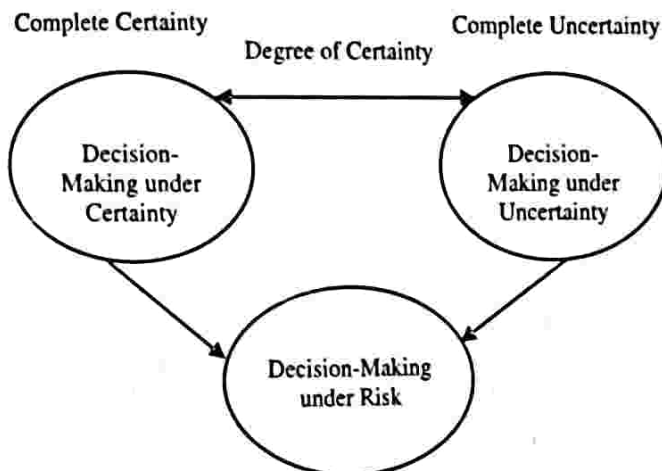 Complete Certainty
Complete Uncertainty
Degree of Certainty
Decision-
Making under
Certainty
Decision-
Making under
Uncertainty
Decision-Making
under Risk